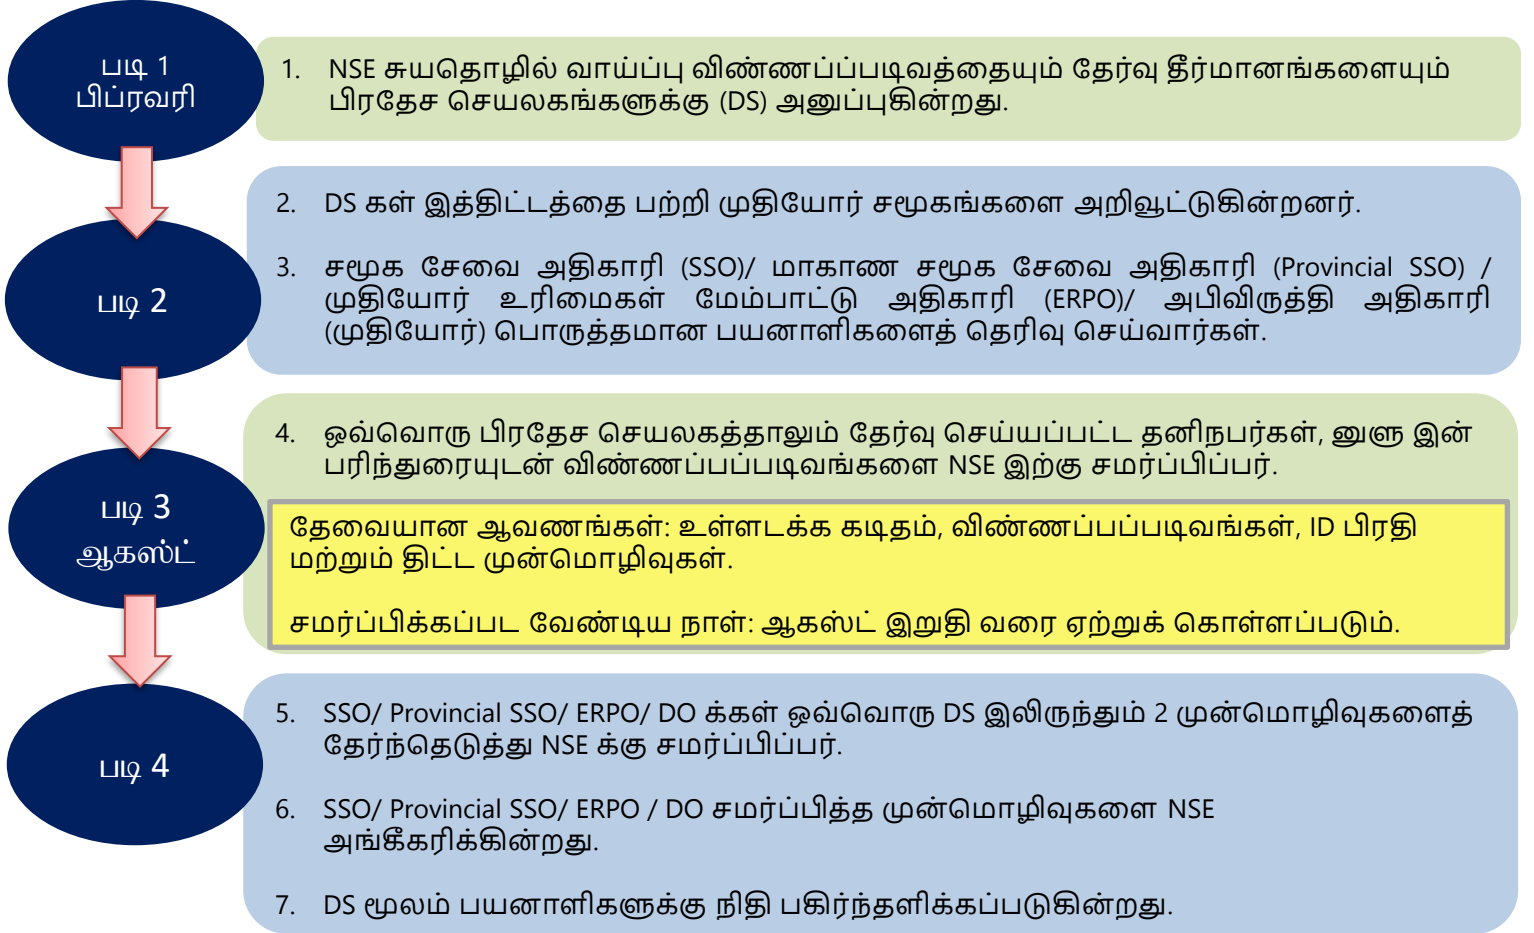 படி 1
பிப்ரவரி
1. NSE சுயதொழில் வாய்ப்பு விண்ணப்ப்படிவத்தையும் தேர்வு தீர்மானங்களையும்
பிரதேச செயலகங்களுக்கு (DS) அனுப்புகின்றது.
படி 2
2. DS கள் இத்திட்டத்தை பற்றி முதியோர் சமூகங்களை அறிவூட்டுகின்றனர்.
3. சமூக சேவை அதிகாரி (SSO)/ மாகாண சமூக சேவை அதிகாரி (Provincial SSO) /
முதியோர் உரிமைகள் மேம்பாட்டு அதிகாரி (ERPO)/ அபிவிருத்தி அதிகாரி
(முதியோர்) பொருத்தமான பயனாளிகளைத் தெரிவு செய்வார்கள்.
படி 3
ஆகஸ்ட்
4. ஒவ்வொரு பிரதேச செயலகத்தாலும் தேர்வு செய்யப்பட்ட தனிநபர்கள், னுளு இன்
பரிந்துரையுடன் விண்ணப்பப்படிவங்களை NSE இற்கு சமர்ப்பிப்பர்.
தேவையான ஆவணங்கள்: உள்ளடக்க கடிதம், விண்ணப்பப்படிவங்கள், ID பிரதி
மற்றும் திட்ட முன்மொழிவுகள்.
சமர்ப்பிக்கப்பட வேண்டிய நாள்: ஆகஸ்ட் இறுதி வரை ஏற்றுக் கொள்ளப்படும்.
படி 4
5. SSO/ Provincial SSO/ ERPO/ DO க்கள் ஒவ்வொரு DS இலிருந்தும் 2 முன்மொழிவுகளைத்
தேர்ந்தெடுத்து NSE க்கு சமர்ப்பிப்பர்.
6. SSO/ Provincial SSO/ ERPO / DO சமர்ப்பித்த முன்மொழிவுகளை NSE
அங்கீகரிக்கின்றது.
7. DS மூலம் பயனாளிகளுக்கு நிதி பகிர்ந்தளிக்கப்படுகின்றது.